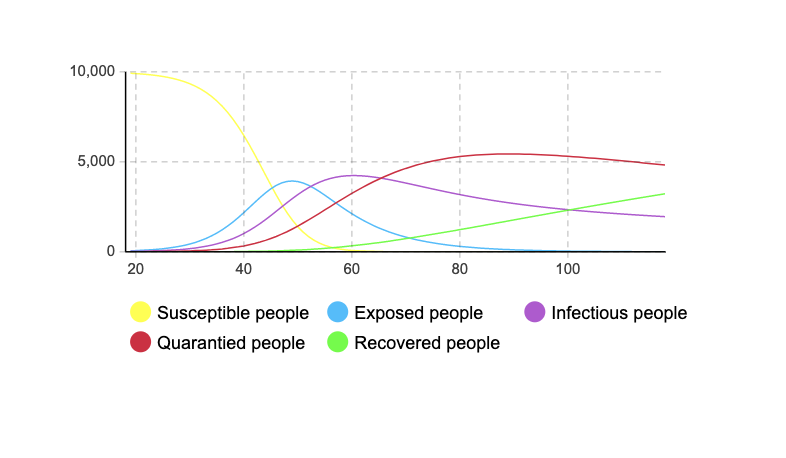 10,000
5,000
0
20 40 60 80 100
Susceptible people Exposed people Infectious people
Quarantied people Recovered people